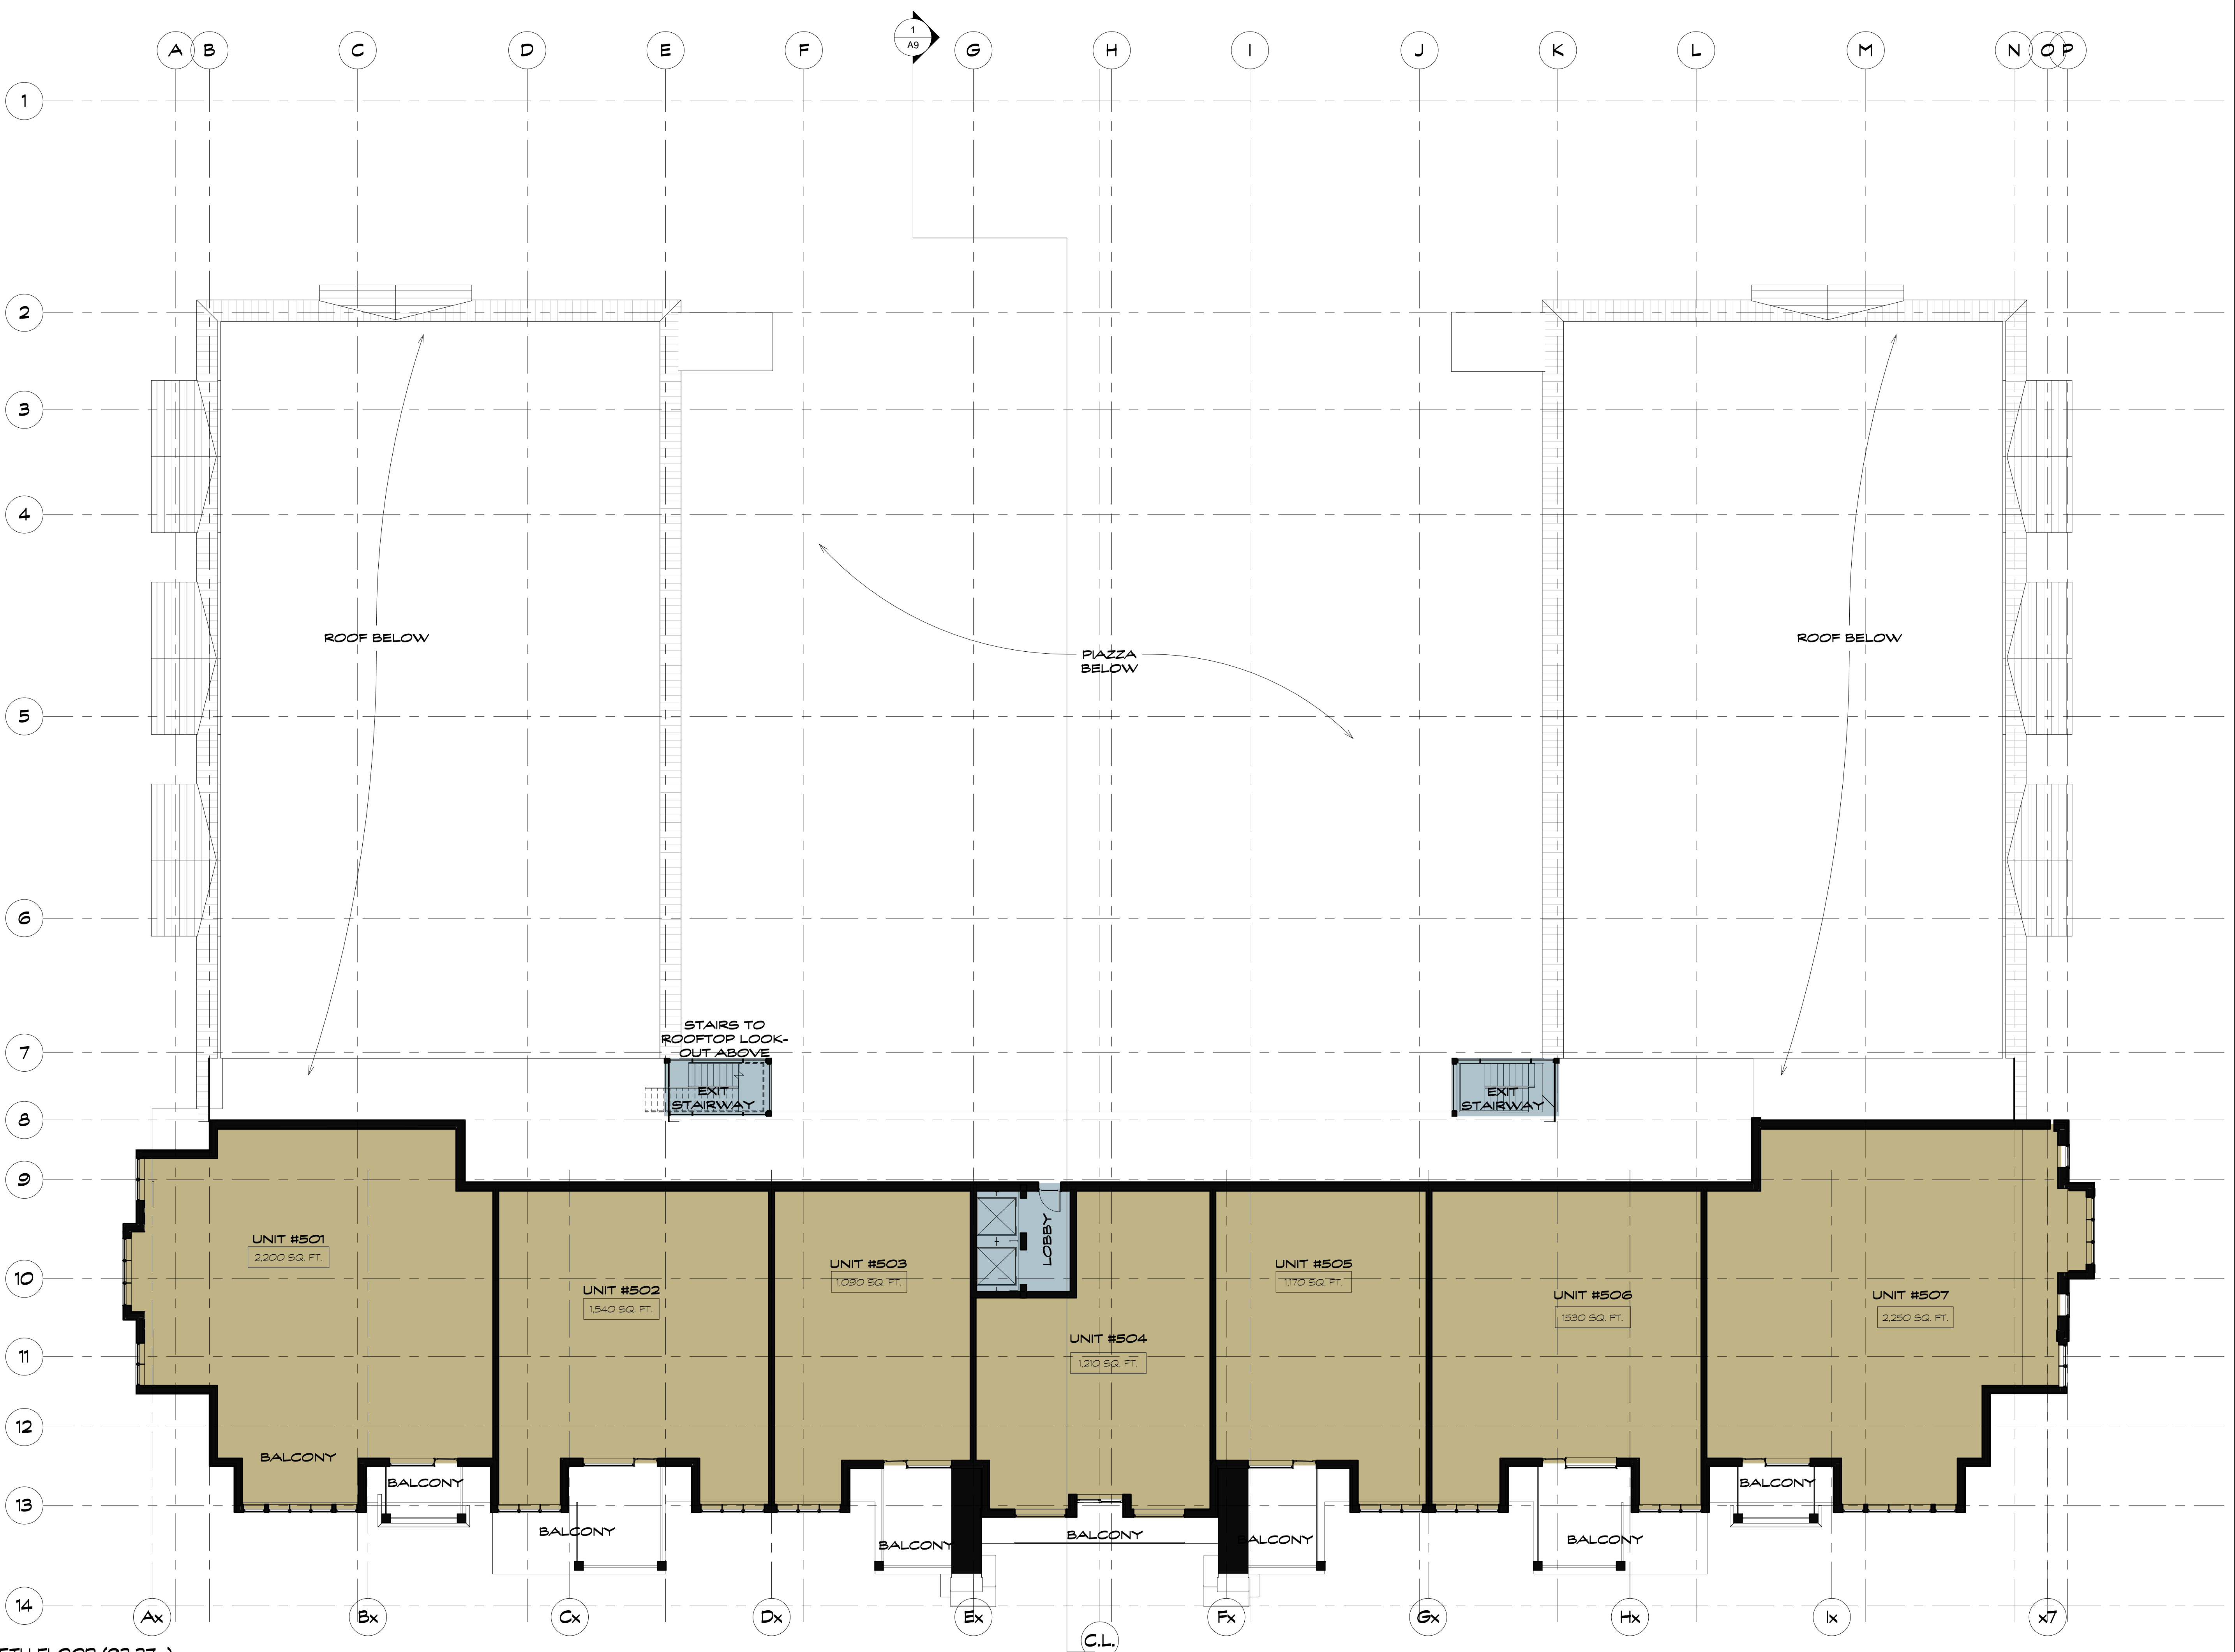 1
A9
A B C D E F G H I J K L M N O P
1
2
3
4
5
6
7
8
9
10
11
12
13
14
ROOF BELOW
PIAZZA
BELOW
ROOF BELOW
STAIRS TO
ROOFTOP LOOK-
OUT ABOVE
EXIT
STAIRWAY
EXIT
STAIRWAY
LOBBY
UNIT #501
2,200 SQ. FT.
UNIT #502
1,540 SQ. FT.
UNIT #503
1,090 SQ. FT.
UNIT #504
1,210 SQ. FT.
UNIT #505
1,170 SQ. FT.
UNIT #506
1530 SQ. FT.
UNIT #507
2,250 SQ. FT.
BALCONY
BALCONY
BALCONY
BALCONY
BALCONY
BALCONY
BALCONY
BALCONY
Ax Bx Cx Dx Ex Fx Gx Hx Ix x7
C.L.